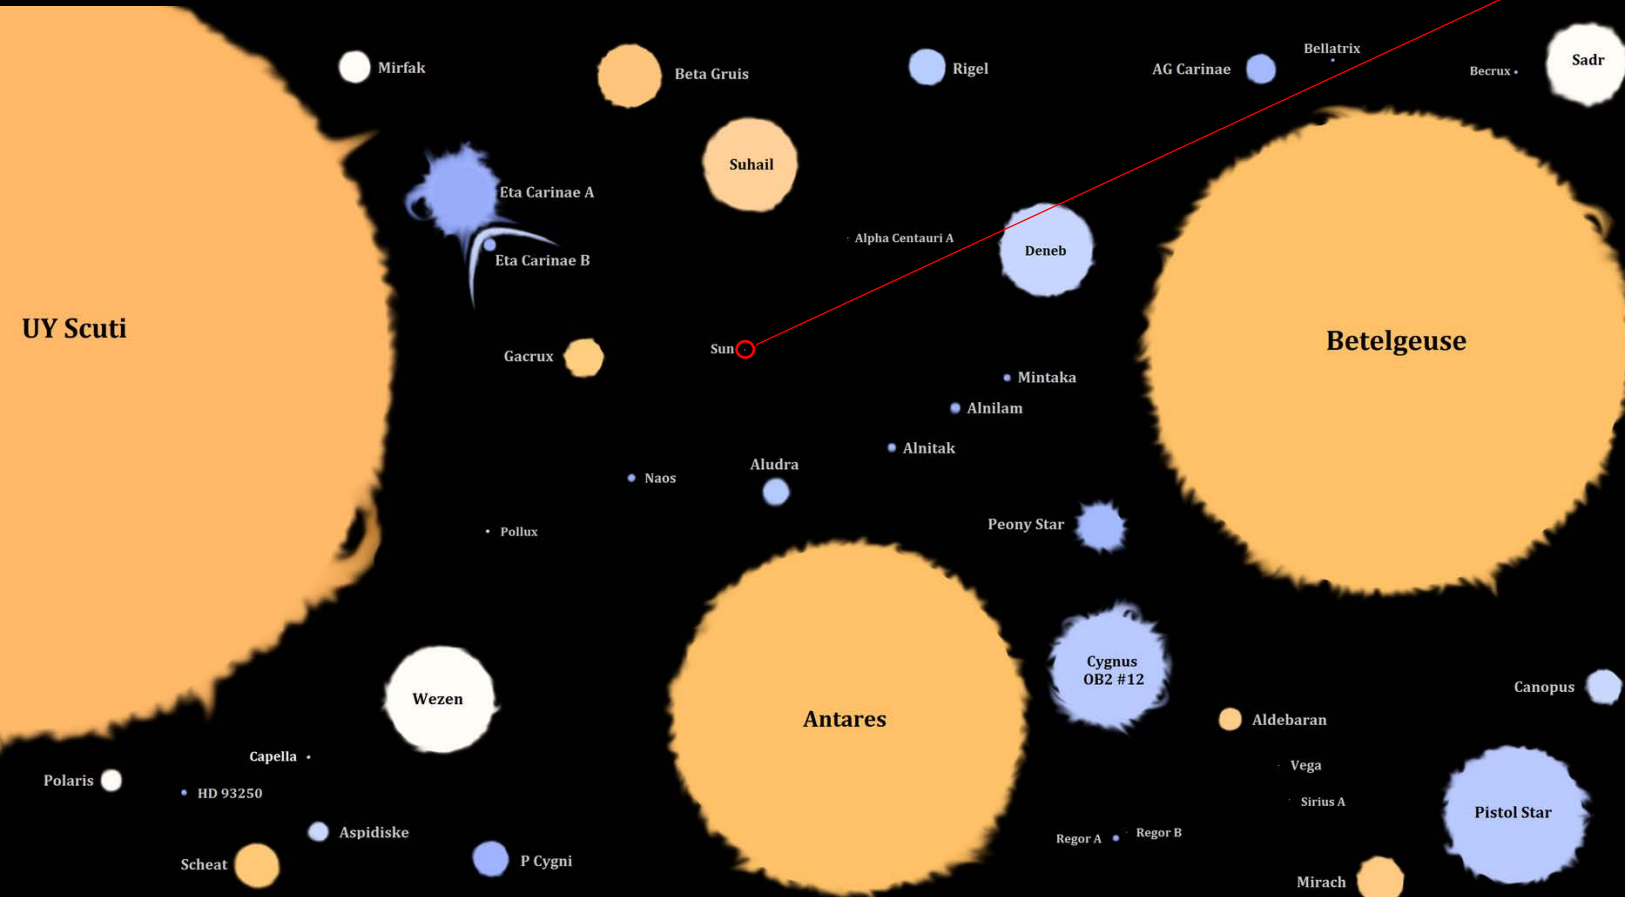 Bellatrix
Sadr
Mirfak
Beta Gruis
Rigel
AG Carinae
Becrux
Suhail
Eta Carinae A
Alpha Centauri A
Deneb
Eta Carinae B
UY Scuti
Betelgeuse
Sun
Gacrux
Mintaka
Alnilam
Alnitak
Aludra
Naos
Peony Star
Pollux
Cygnus
OB2 #12
Canopus
Wezen
Antares
Aldebaran
Capella
Vega
Polaris
HD 93250
Sirius A
Pistol Star
Aspidiske
Regor A
Regor B
Scheat
P Cygni
Mirach